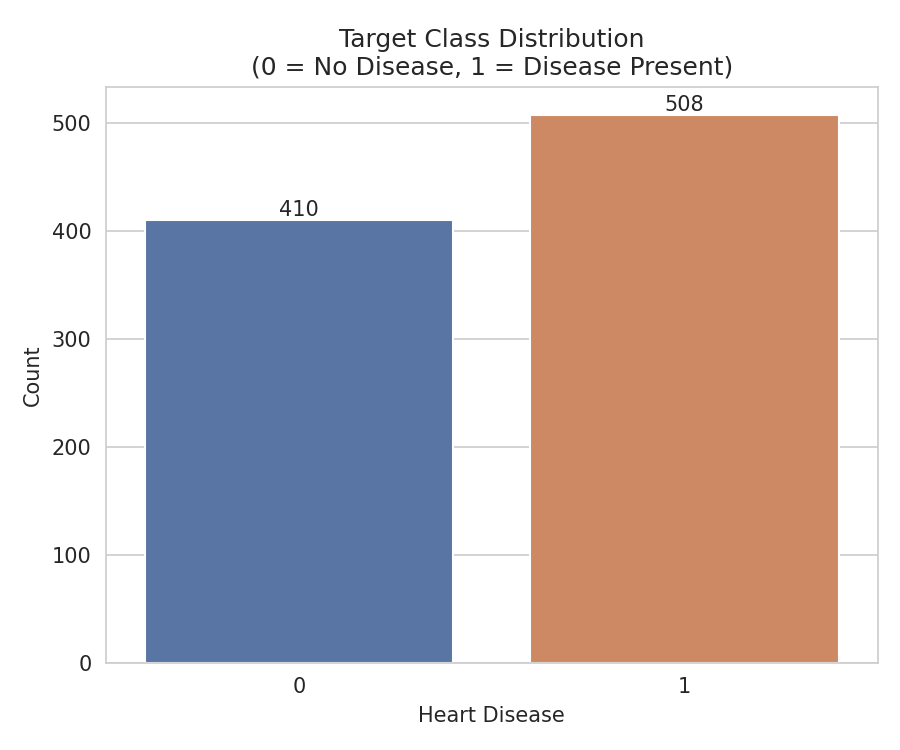 Target Class Distribution
(0 = No Disease, 1 = Disease Present)
508
410
500
400
300
200
100
0
Count
0 1
Heart Disease